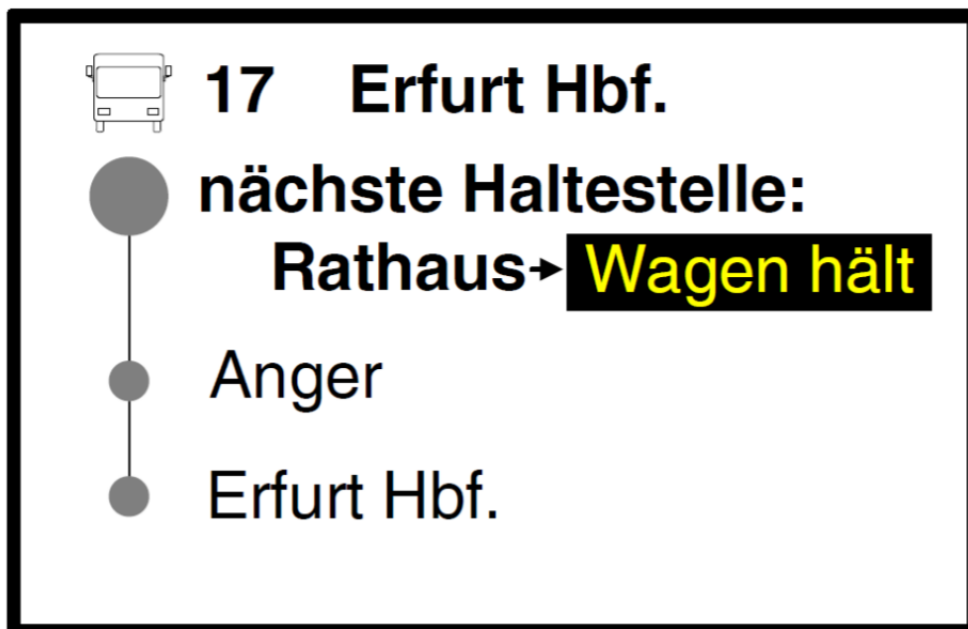 17 Erfurt Hbf.
nächste Haltestelle:
Rathaus→ Wagen hält
Anger
Erfurt Hbf.